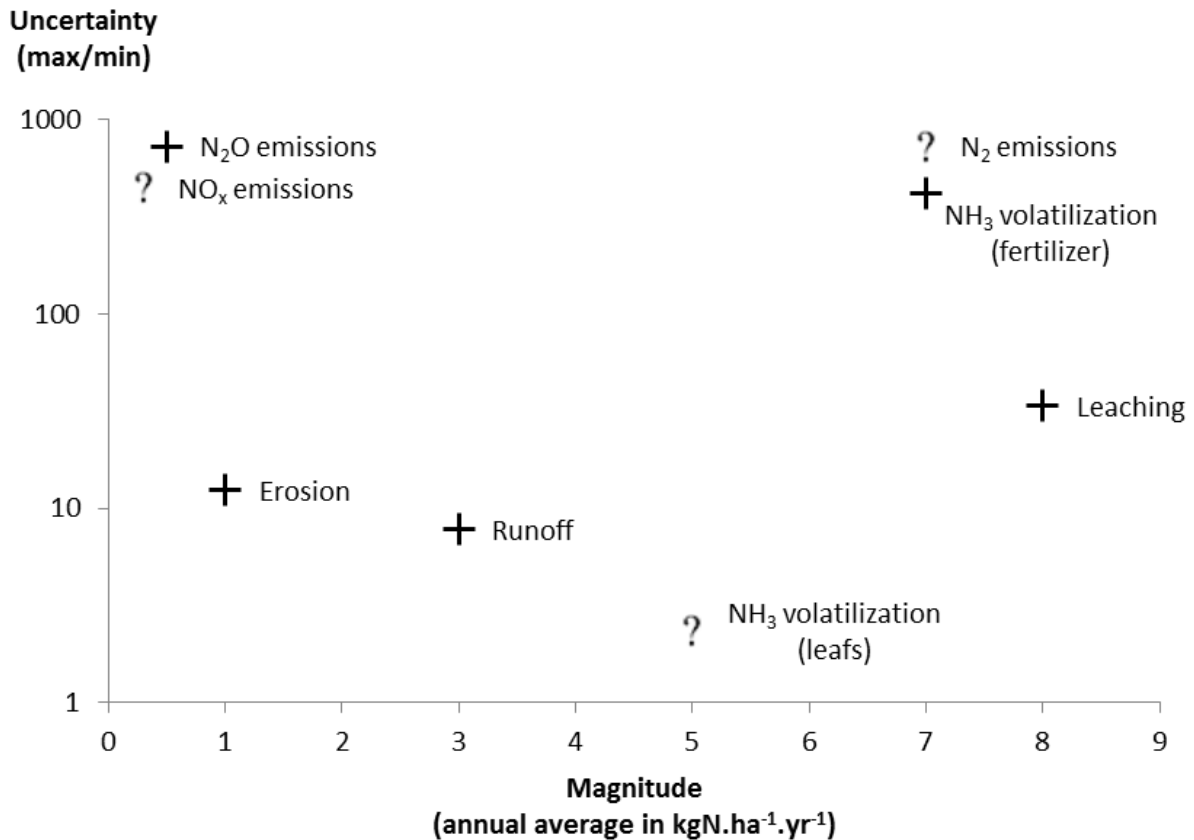 Uncertainty
(max/min)
1000
N₂O emissions
? N₂ emissions
? NOₓ emissions
NH₃ volatilization
(fertilizer)
100
Leaching
10
Erosion
Runoff
? NH₃ volatilization
(leafs)
1
0 1 2 3 4 5 6 7 8 9
Magnitude
(annual average in kgN.ha⁻¹.yr⁻¹)